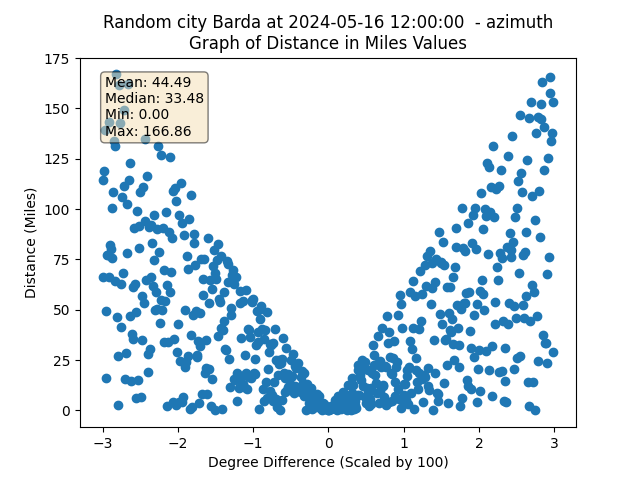 Random city Barda at 2024-05-16 12:00:00  - azimuth
Graph of Distance in Miles Values
Mean: 44.49
Median: 33.48
Min: 0.00
Max: 166.86
Distance (Miles)
175
150
125
100
75
50
25
0
−3
−2
−1
0
1
2
3
Degree Difference (Scaled by 100)